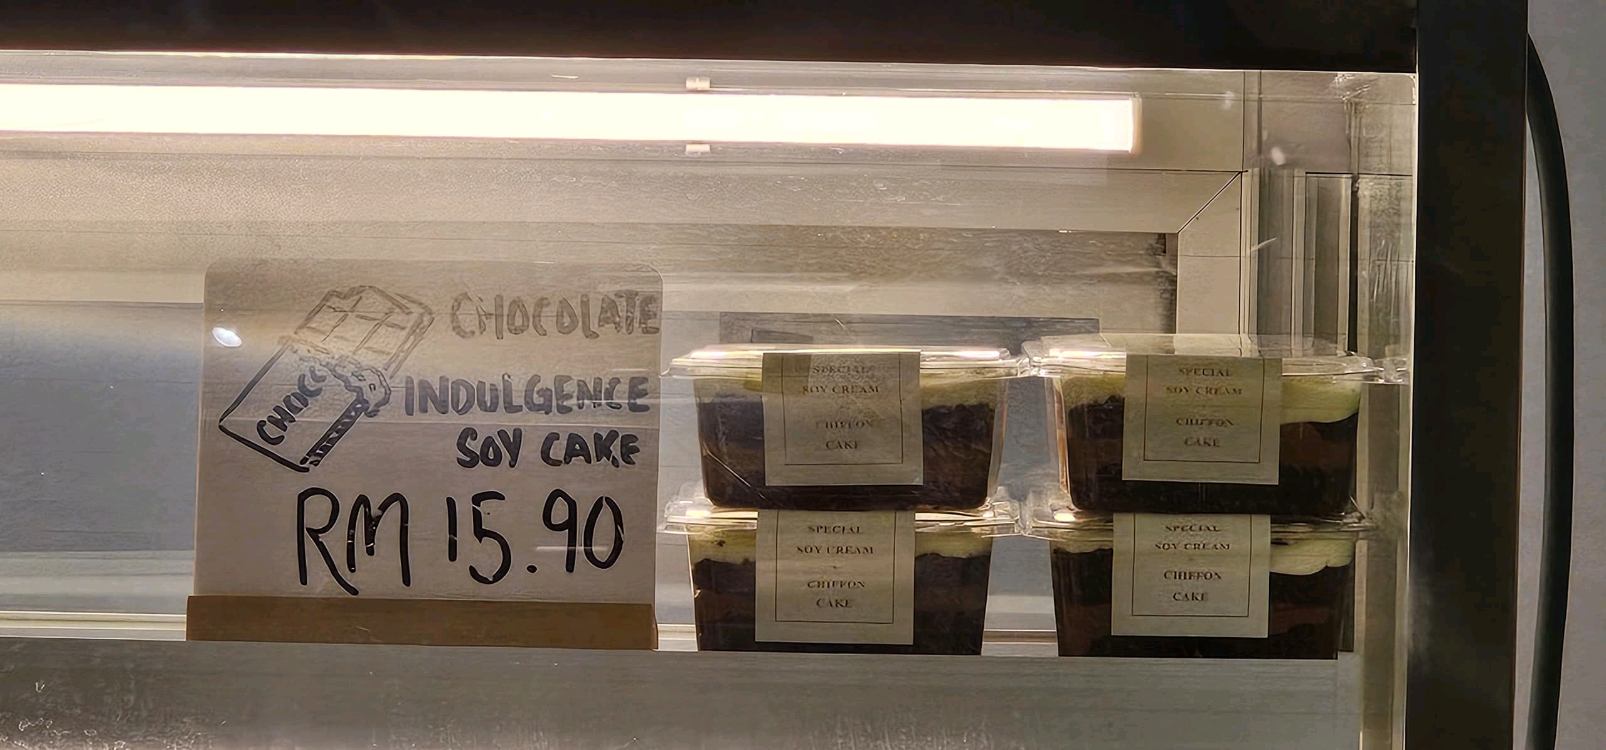 CHOCOLATE
INDULGENCE
SOY CAKE
RM 15.90
CHOCO
SPECIAL
SOY CREAM
CHIFFON
CAKE
SPECIAL
SOY CREAM
CHIFFON
CAKE
SPECIAL
SOY CREAM
CHIFFON
CAKE
SPECIAL
SOY CREAM
CHIFFON
CAKE